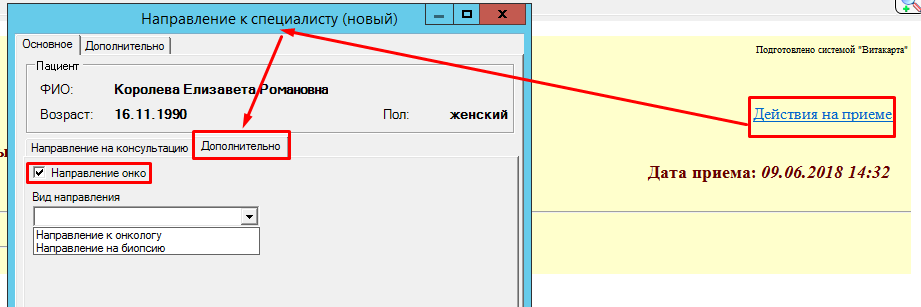 Направление к специалисту (новый)
Основное
Дополнительно
Подготовлено системой "Витакарта"
Пациент
ФИО: Королева Елизавета Романовна
Возраст: 16.11.1990 Пол: женский
Действия на приеме
Направление на консультацию Дополнительно
Направление онко
Дата приема: 09.06.2018 14:32
Вид направления
Направление к онкологу
Направление на биопсию